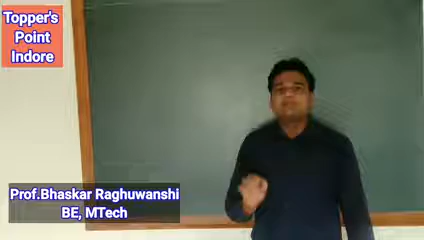 Topper's
Point
Indore
Prof.Bhaskar Raghuwanshi
BE, MTech